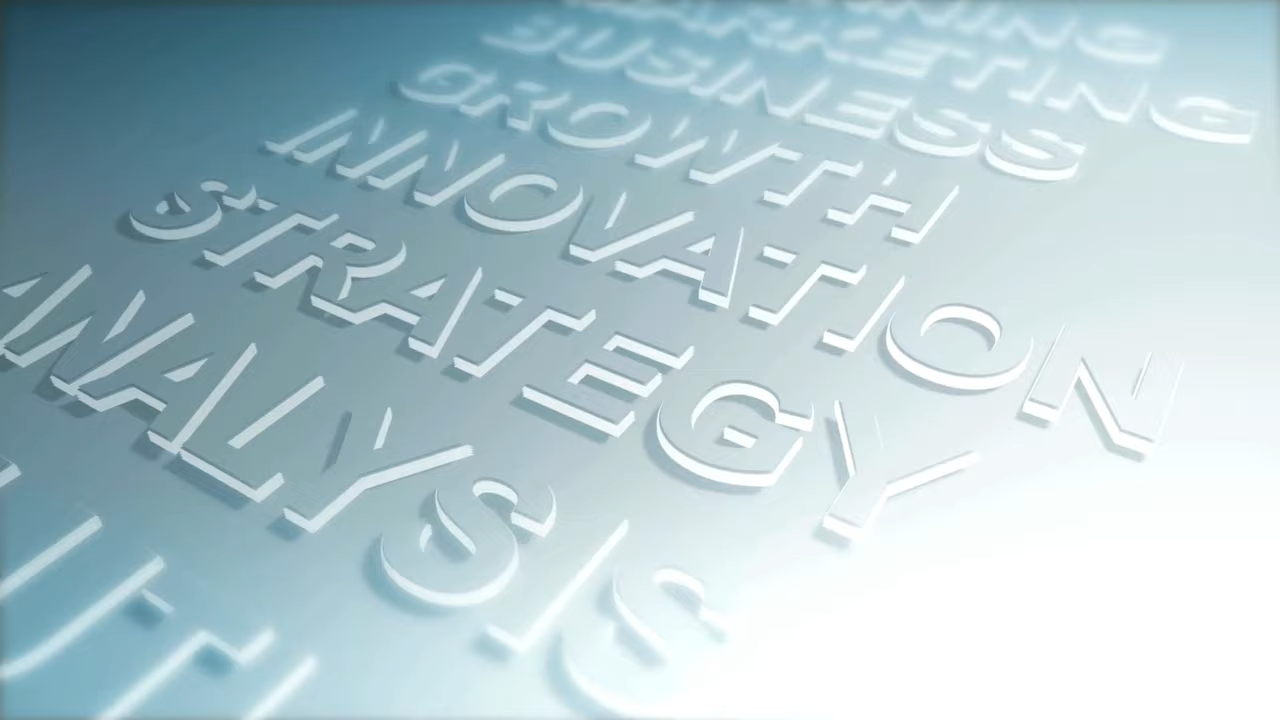 MARKETING
BUSINESS
GROWTH
INNOVATION
STRATEGY
ANALYSIS